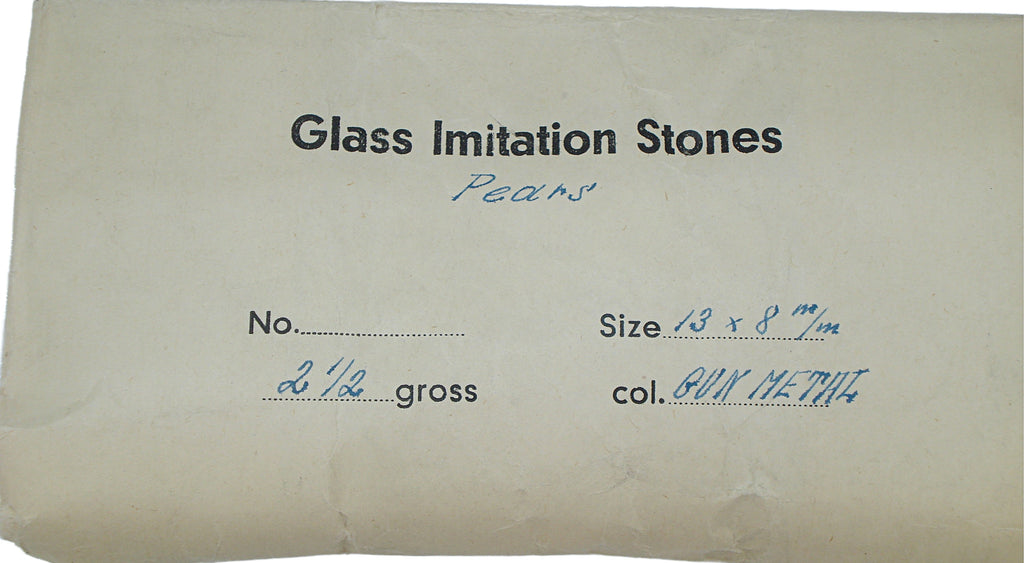 Glass Imitation Stones
Pears
No. Size 13 x 8 m/m
2 1/2 gross col. GUN METAL